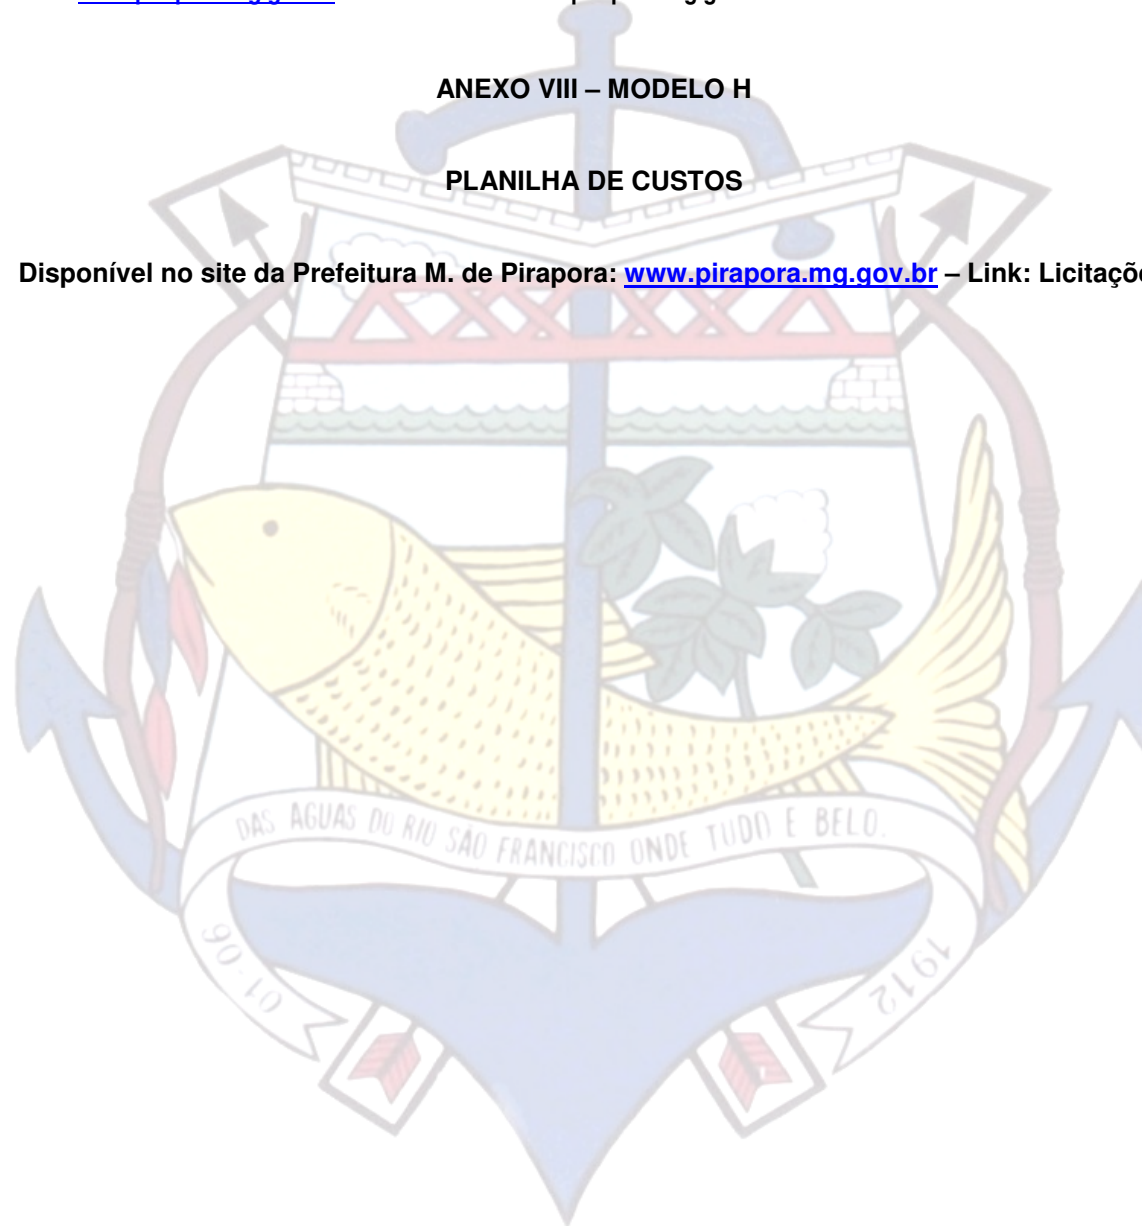 ANEXO VIII – MODELO H
PLANILHA DE CUSTOS
Disponível no site da Prefeitura M. de Pirapora: www.pirapora.mg.gov.br – Link: Licitaçõ
DAS AGUAS DO RIO SÃO FRANCISCO ONDE TUDO E BELO.
01-06
1912